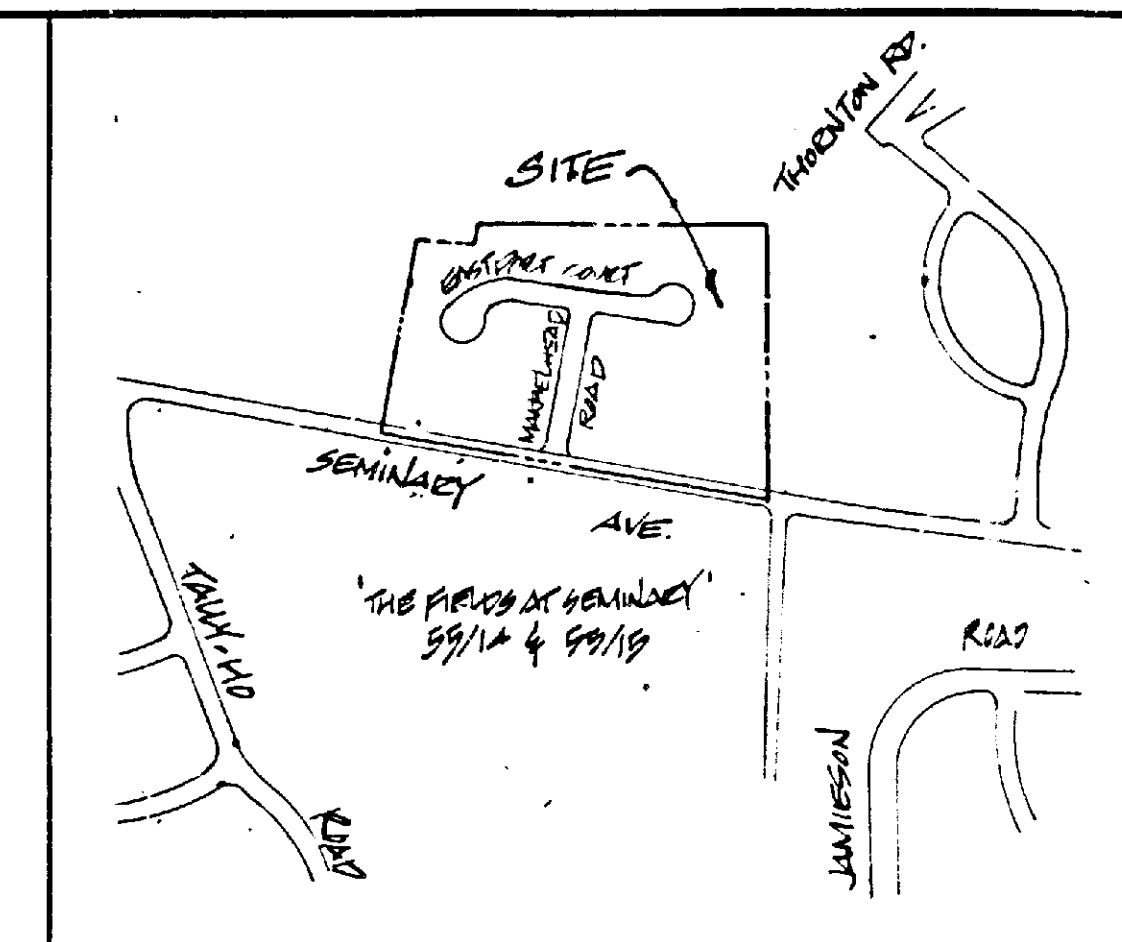 THORNTON RD.
SITE
EASTPORT COURT
ROAD
SEMINARY
AVE.
'THE FIELDS AT SEMINARY'
55/14 & 55/15
TALLY-HO
ROAD
ROAD
JAMIESON